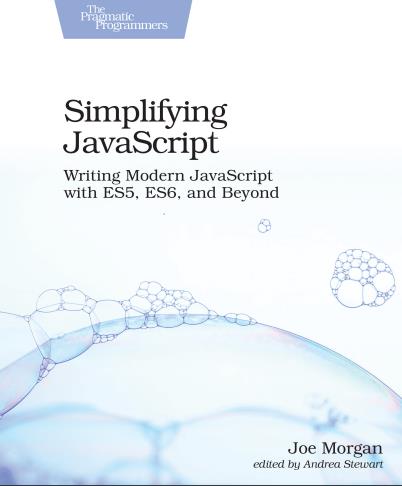 The
Pragmatic
Programmers
Simplifying
JavaScript
Writing Modern JavaScript
with ES5, ES6, and Beyond
Joe Morgan
edited by Andrea Stewart